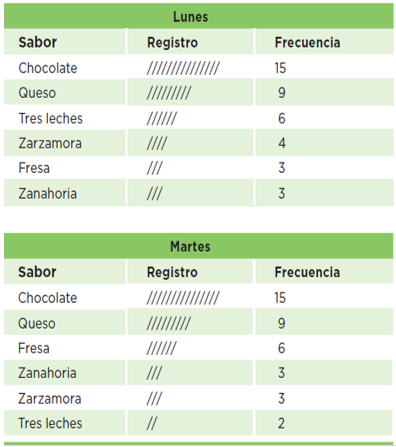 Lunes
Sabor Registro Frecuencia
Chocolate /////////////// 15
Queso ///////// 9
Tres leches ////// 6
Zarzamora //// 4
Fresa /// 3
Zanahoria /// 3
Martes
Sabor Registro Frecuencia
Chocolate /////////////// 15
Queso ///////// 9
Fresa ////// 6
Zanahoria /// 3
Zarzamora /// 3
Tres leches // 2